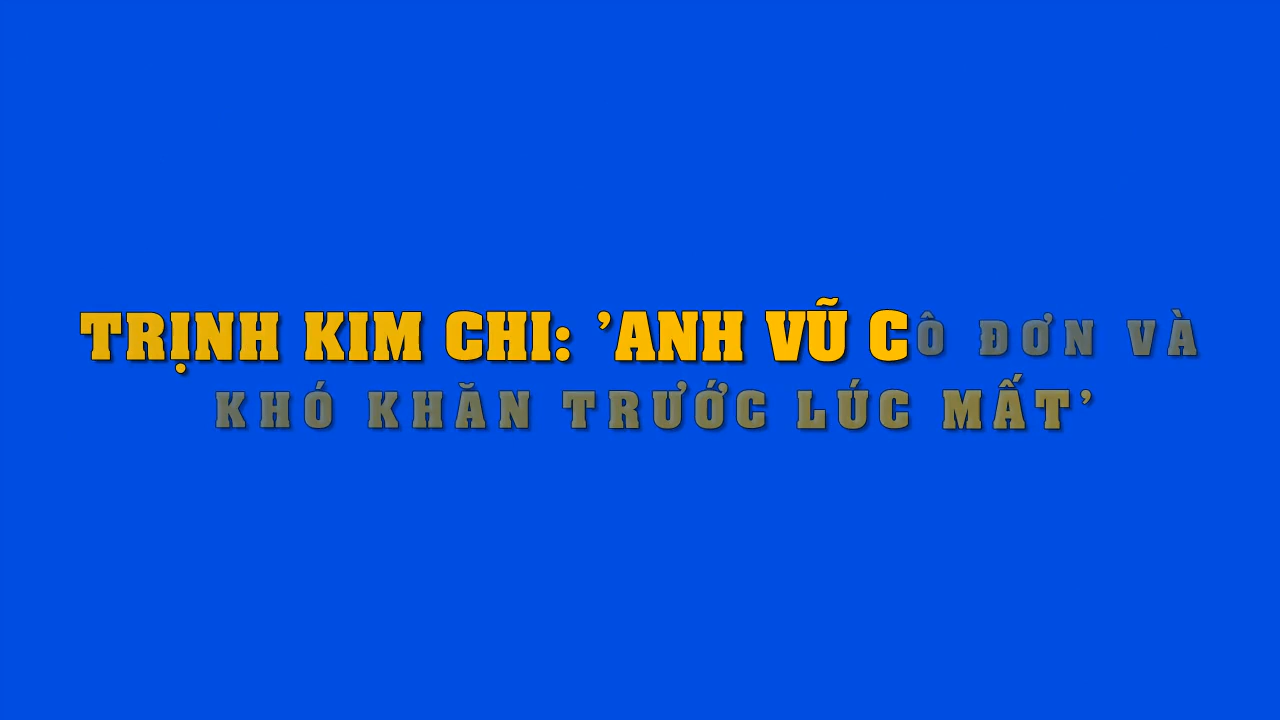 TRỊNH KIM CHI: ’ANH VŨ CÔ ĐƠN VÀ
KHÓ KHĂN TRƯỚC LÚC MẤT’